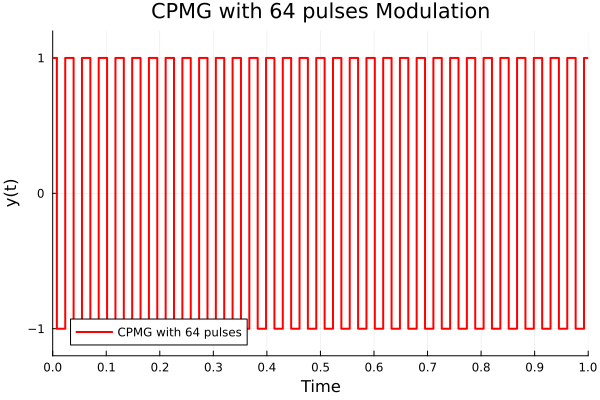 CPMG with 64 pulses Modulation
y(t)
1
0
−1
CPMG with 64 pulses
0.0 0.1 0.2 0.3 0.4 0.5 0.6 0.7 0.8 0.9 1.0
Time